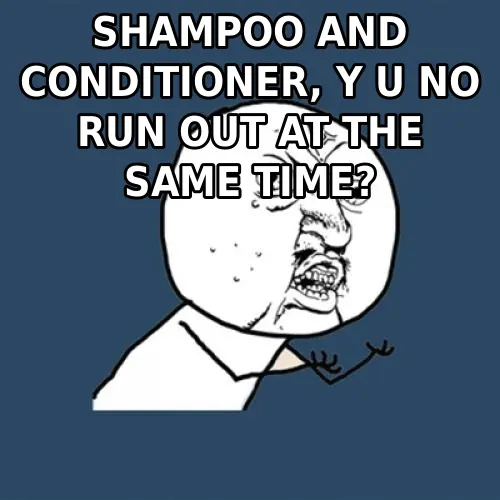 SHAMPOO AND
CONDITIONER, Y U NO
RUN OUT AT THE
SAME TIME?